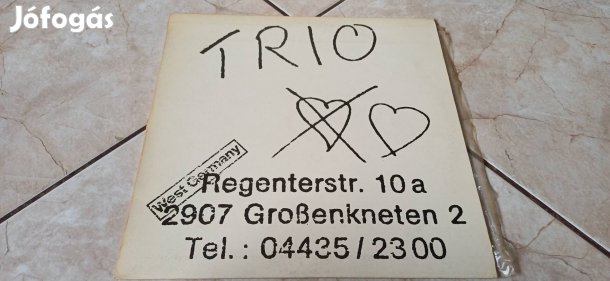 Jófogás
TRIO
West Germany
Regenterstr. 10 a
2907 Großenkneten 2
Tel.: 04435/2300